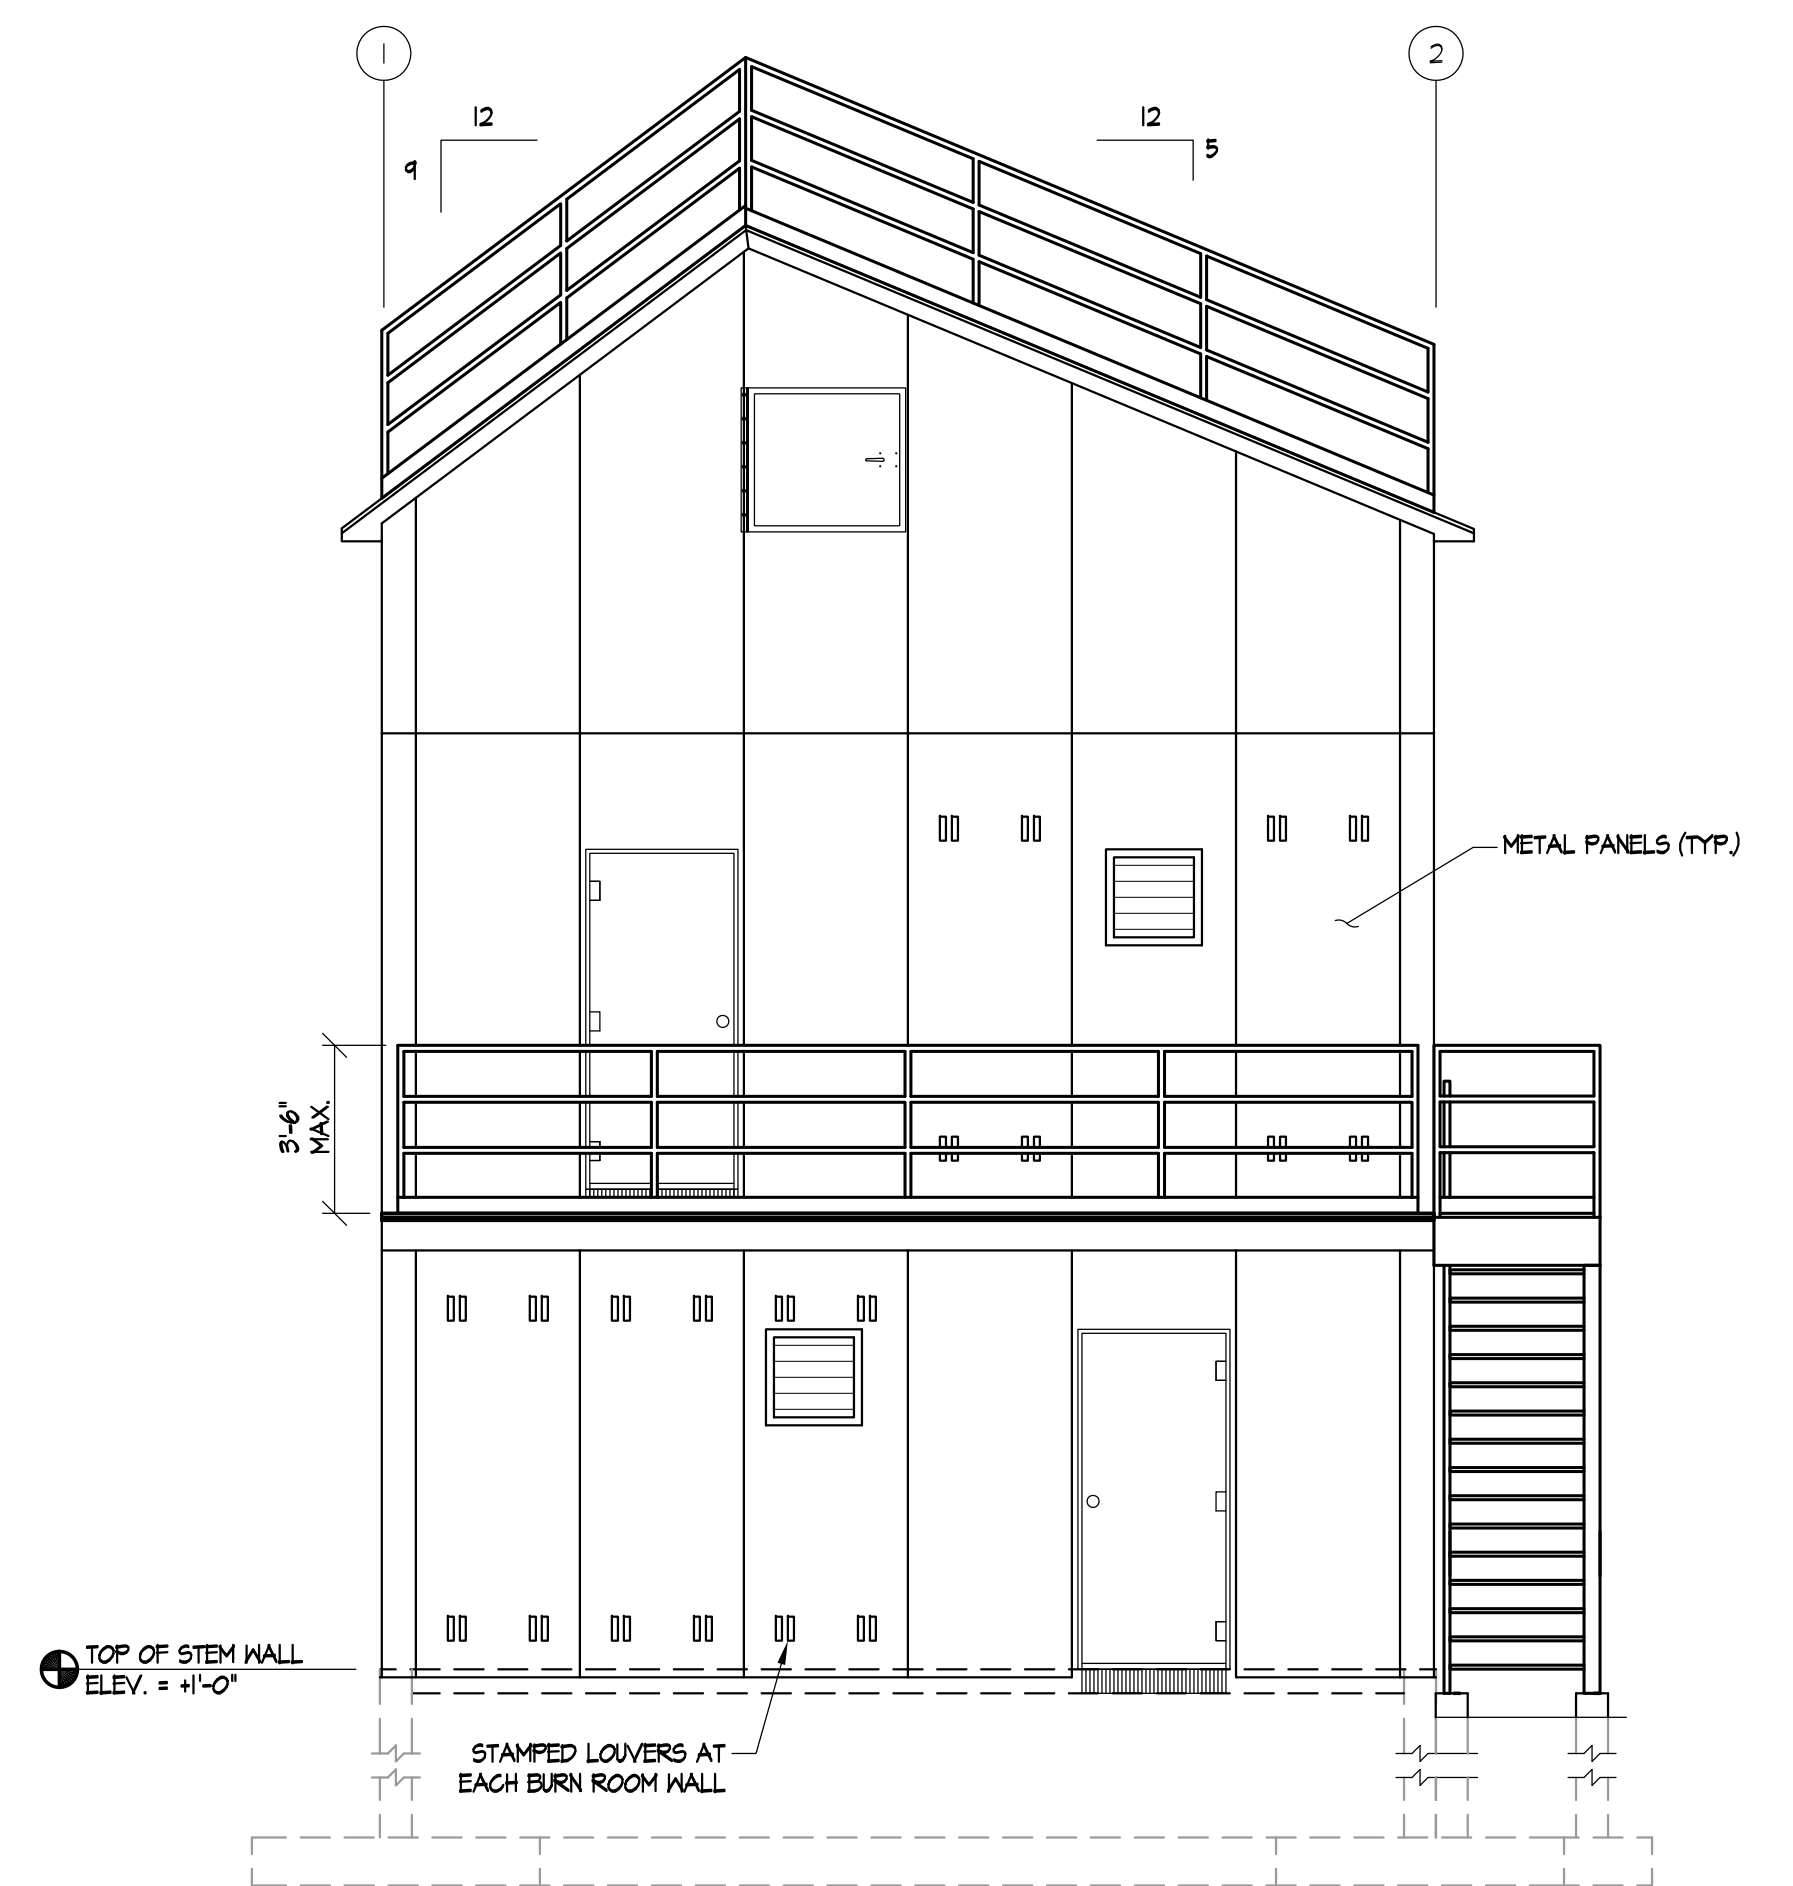 1
2
12
9
12
5
METAL PANELS (TYP.)
3'-6"
MAX.
TOP OF STEM WALL
ELEV. = +1'-0"
STAMPED LOUVERS AT
EACH BURN ROOM WALL